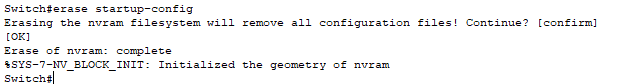 Switch#erase startup-config
Erasing the nvram filesystem will remove all configuration files! Continue? [confirm]
[OK]
Erase of nvram: complete
%SYS-7-NV_BLOCK_INIT: Initialized the geometry of nvram
Switch#